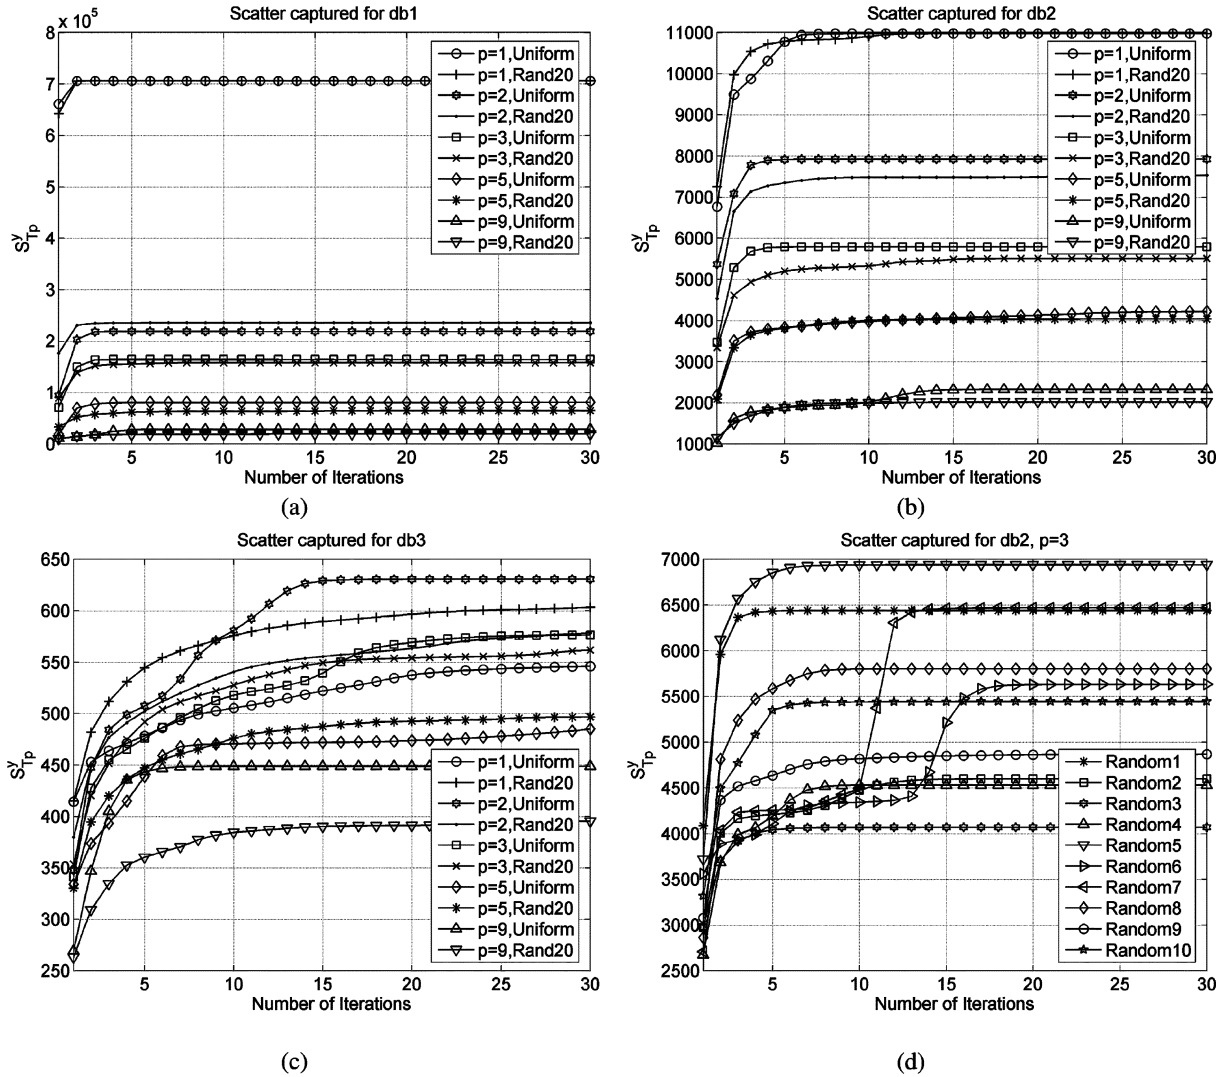 Scatter captured for db1
x 10^5
8
7
6
5
4
3
2
1
0
S^y_Tp
5 10 15 20 25 30
Number of Iterations
p=1,Uniform
p=1,Rand20
p=2,Uniform
p=2,Rand20
p=3,Uniform
p=3,Rand20
p=5,Uniform
p=5,Rand20
p=9,Uniform
p=9,Rand20
(a)
Scatter captured for db2
11000
10000
9000
8000
7000
6000
5000
4000
3000
2000
1000
S^y_Tp
5 10 15 20 25 30
Number of Iterations
p=1,Uniform
p=1,Rand20
p=2,Uniform
p=2,Rand20
p=3,Uniform
p=3,Rand20
p=5,Uniform
p=5,Rand20
p=9,Uniform
p=9,Rand20
(b)
Scatter captured for db3
650
600
550
500
450
400
350
300
250
S^y_Tp
5 10 15 20 25 30
Number of Iterations
p=1,Uniform
p=1,Rand20
p=2,Uniform
p=2,Rand20
p=3,Uniform
p=3,Rand20
p=5,Uniform
p=5,Rand20
p=9,Uniform
p=9,Rand20
(c)
Scatter captured for db2, p=3
7000
6500
6000
5500
5000
4500
4000
3500
3000
2500
S^y_Tp
5 10 15 20 25 30
Number of Iterations
Random1
Random2
Random3
Random4
Random5
Random6
Random7
Random8
Random9
Random10
(d)